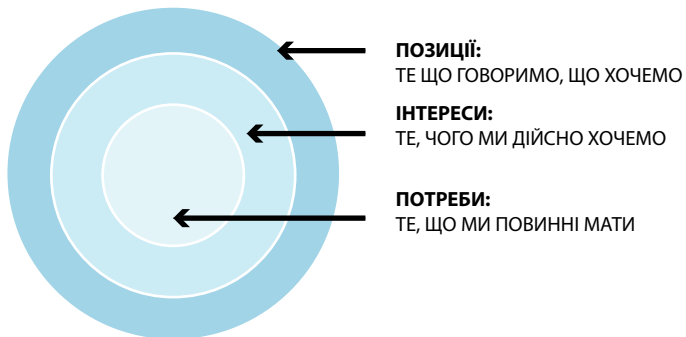 ПОЗИЦІЇ:
ТЕ ЩО ГОВОРИМО, ЩО ХОЧЕМО
ІНТЕРЕСИ:
ТЕ, ЧОГО МИ ДІЙСНО ХОЧЕМО
ПОТРЕБИ:
ТЕ, ЩО МИ ПОВИННІ МАТИ